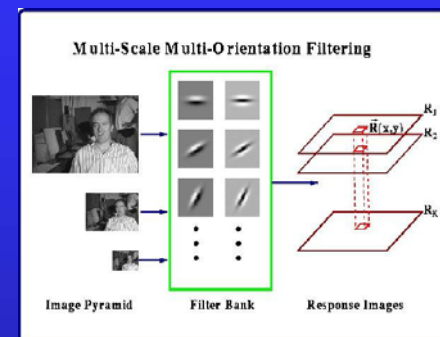 Multi-Scale Multi-Orientation Filtering
R1
R(x,y)
R2
RK
Image Pyramid
Filter Bank
Response Images